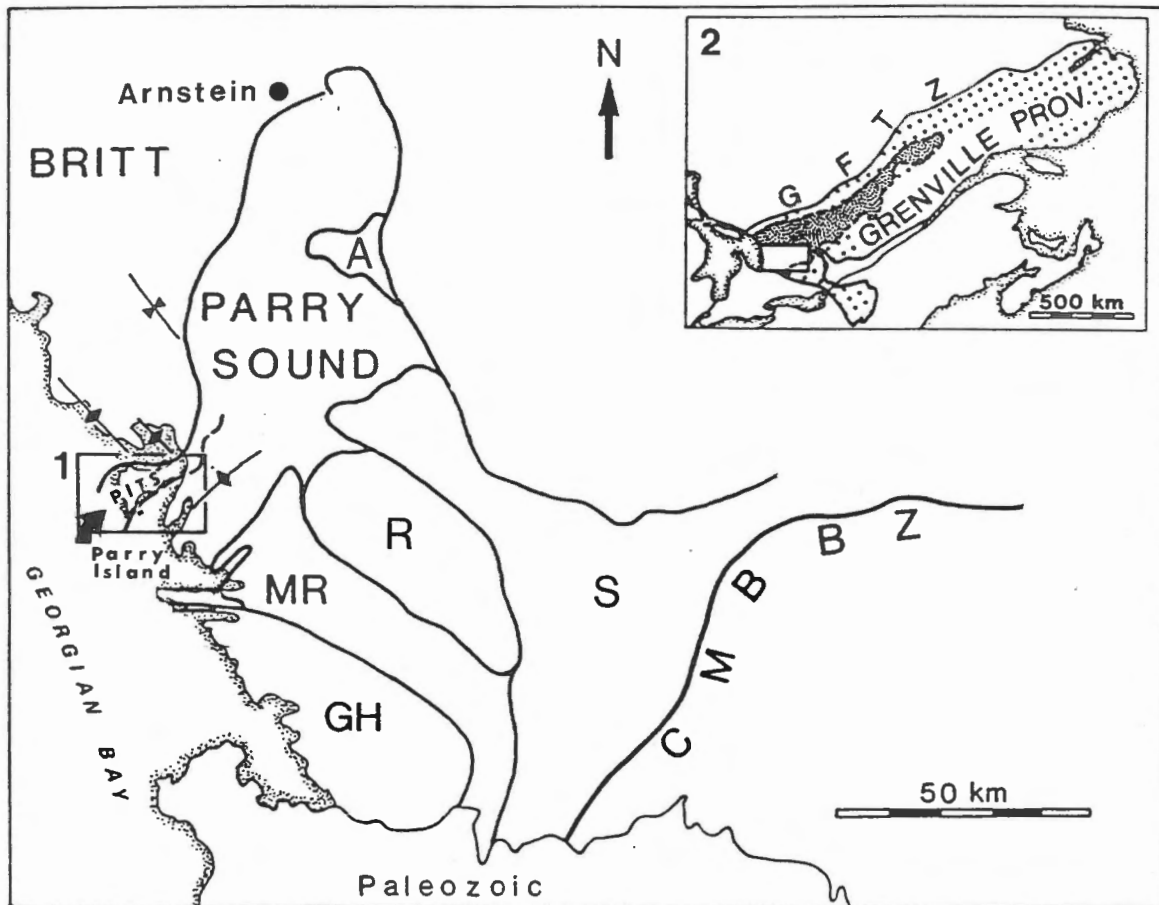 Arnstein
BRITT
N
2
G F T Z
GRENVILLE PROV
500 km
A
PARRY
SOUND
1
PITS
Parry
Island
GEORGIAN BAY
R
MR
S
GH
C M B B Z
50 km
Paleozoic